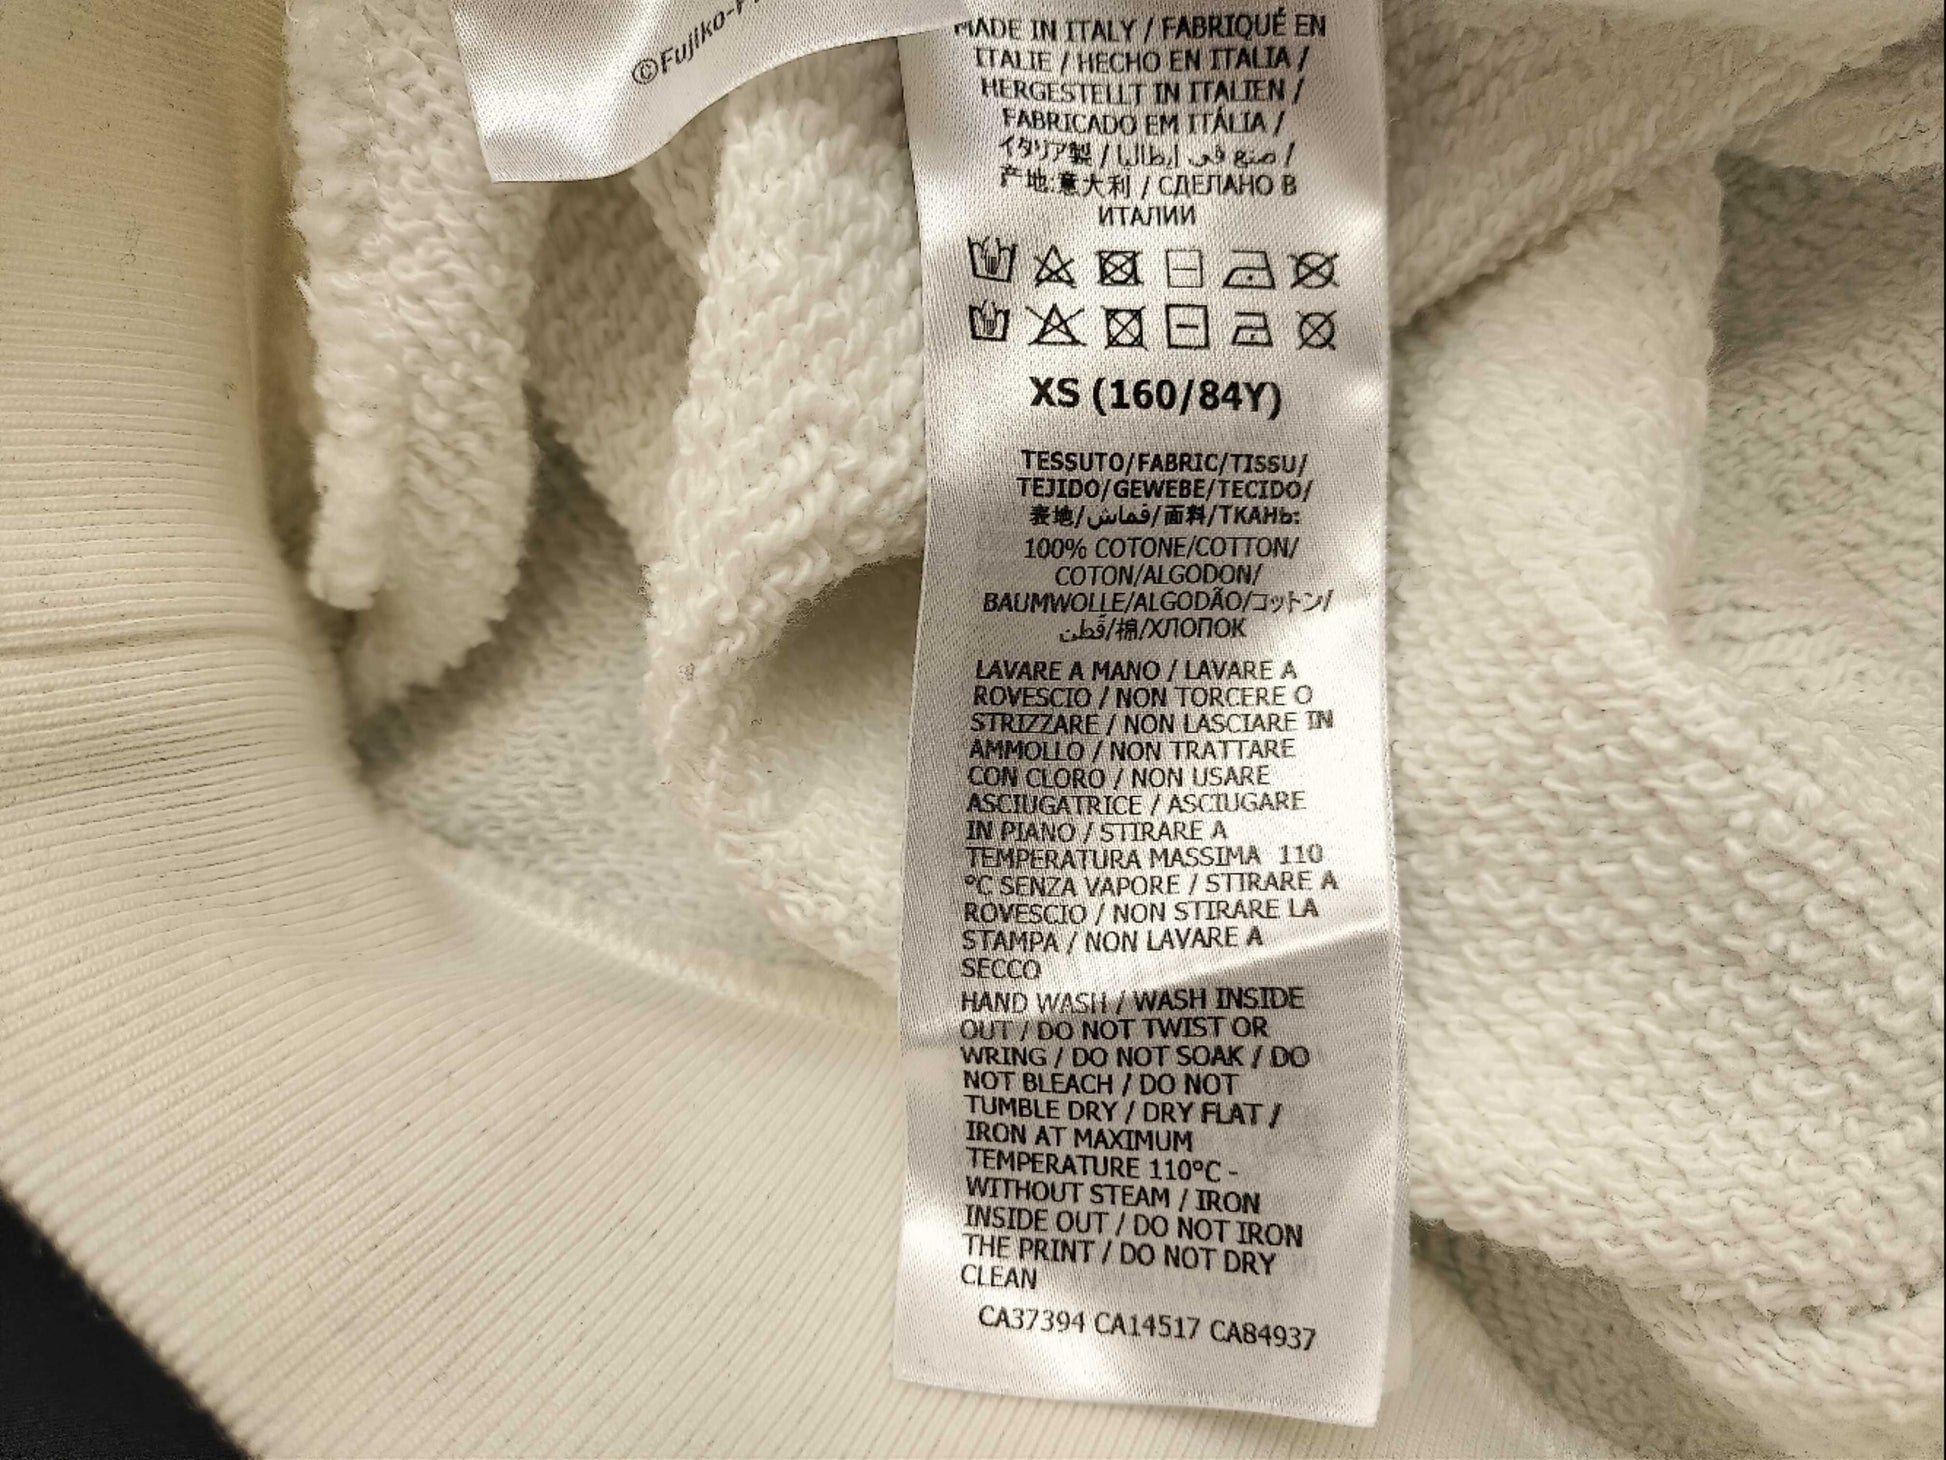 ©Fujiko-
MADE IN ITALY / FABRIQUÉ EN
ITALIE / HECHO EN ITALIA /
HERGESTELLT IN ITALIEN /
FABRICADO EM ITÁLIA /
イタリア製 / صنع في إيطاليا /
产地:意大利 / СДЕЛАНО В
ИТАЛИИ
XS (160/84Y)
TESSUTO/FABRIC/TISSU/
TEJIDO/GEWEBE/TECIDO/
表地/قماش/面料/ТКАНЬ:
100% COTONE/COTTON/
COTON/ALGODON/
BAUMWOLLE/ALGODÃO/コットン/
قطن/棉/ХЛОПОК
LAVARE A MANO / LAVARE A
ROVESCIO / NON TORCERE O
STRIZZARE / NON LASCIARE IN
AMMOLLO / NON TRATTARE
CON CLORO / NON USARE
ASCIUGATRICE / ASCIUGARE
IN PIANO / STIRARE A
TEMPERATURA MASSIMA 110
°C SENZA VAPORE / STIRARE A
ROVESCIO / NON STIRARE LA
STAMPA / NON LAVARE A
SECCO
HAND WASH / WASH INSIDE
OUT / DO NOT TWIST OR
WRING / DO NOT SOAK / DO
NOT BLEACH / DO NOT
TUMBLE DRY / DRY FLAT /
IRON AT MAXIMUM
TEMPERATURE 110°C -
WITHOUT STEAM / IRON
INSIDE OUT / DO NOT IRON
THE PRINT / DO NOT DRY
CLEAN
CA37394 CA14517 CA84937